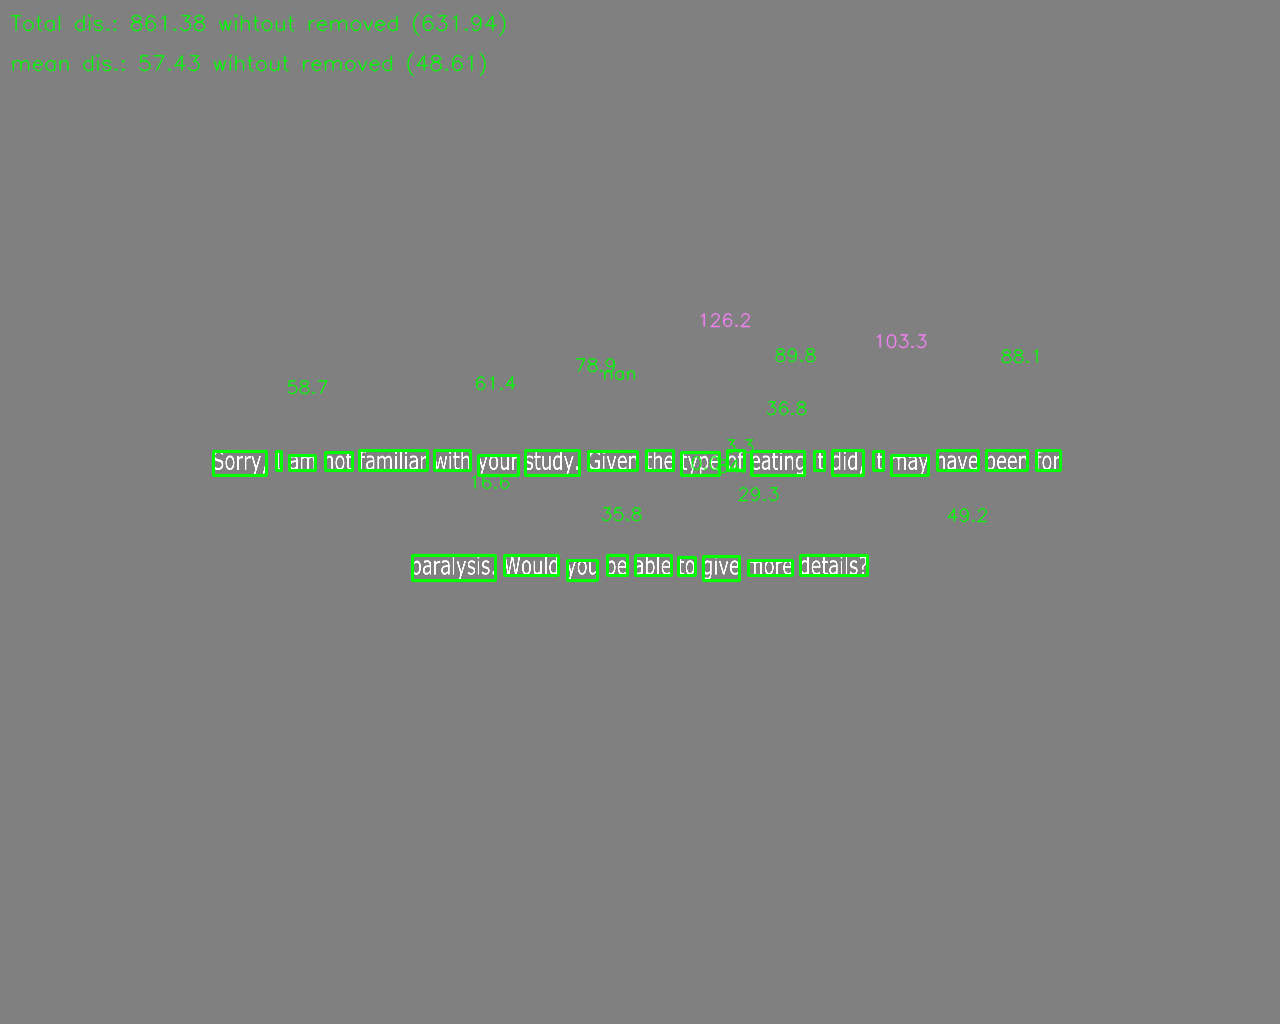 Total dis.: 861.38 wihtout removed (631.94)
mean dis.: 57.43 wihtout removed (48.61)
126.2
103.3
78.9
nan
89.8
88.1
58.7
61.4
36.8
3.3
Sorry, I am not familiar with your study. Given the type of eating t did, t may have been for
16.6
29.3
35.8
49.2
paralysis. Would you be able to give more details?